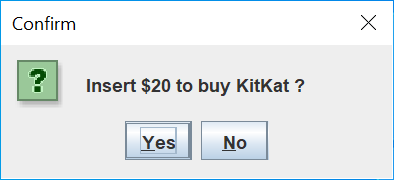 Confirm
Insert $20 to buy KitKat ?
Yes No